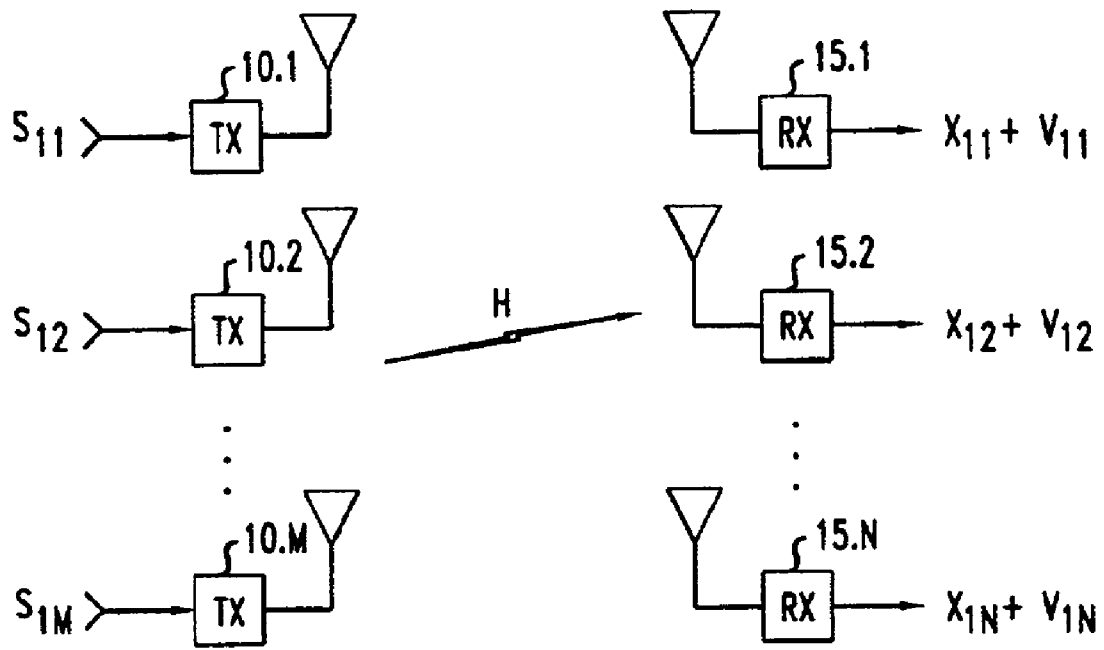 10.1
15.1
S11
TX
RX
X11 + V11
10.2
15.2
S12
TX
H
RX
X12 + V12
10.M
15.N
S1M
TX
RX
X1N + V1N